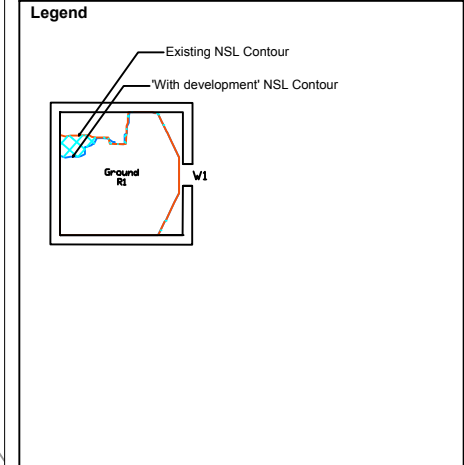 Legend
Existing NSL Contour
'With development' NSL Contour
Ground
R1
W1